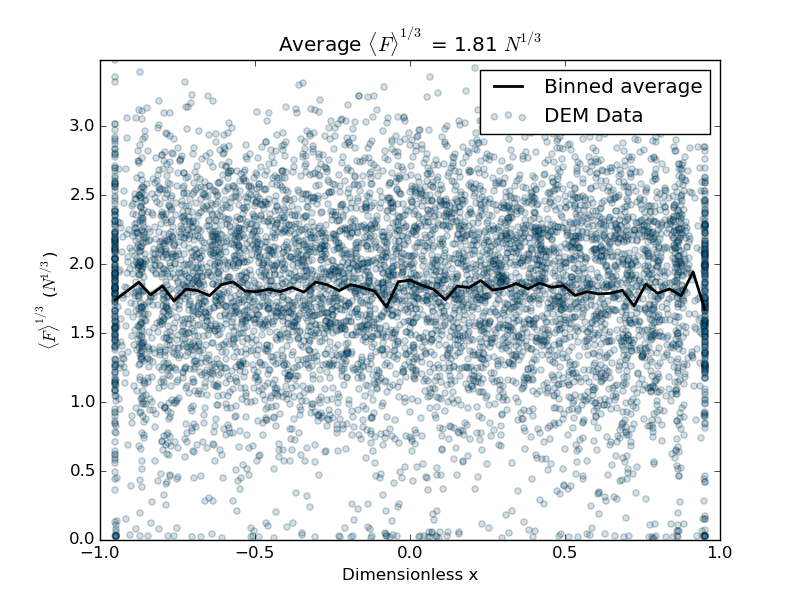 Average ⟨F⟩^1/3 = 1.81 N^1/3
Binned average
DEM Data
⟨F⟩^1/3 (N^1/3)
3.0
2.5
2.0
1.5
1.0
0.5
0.0
−1.0 −0.5 0.0 0.5 1.0
Dimensionless x